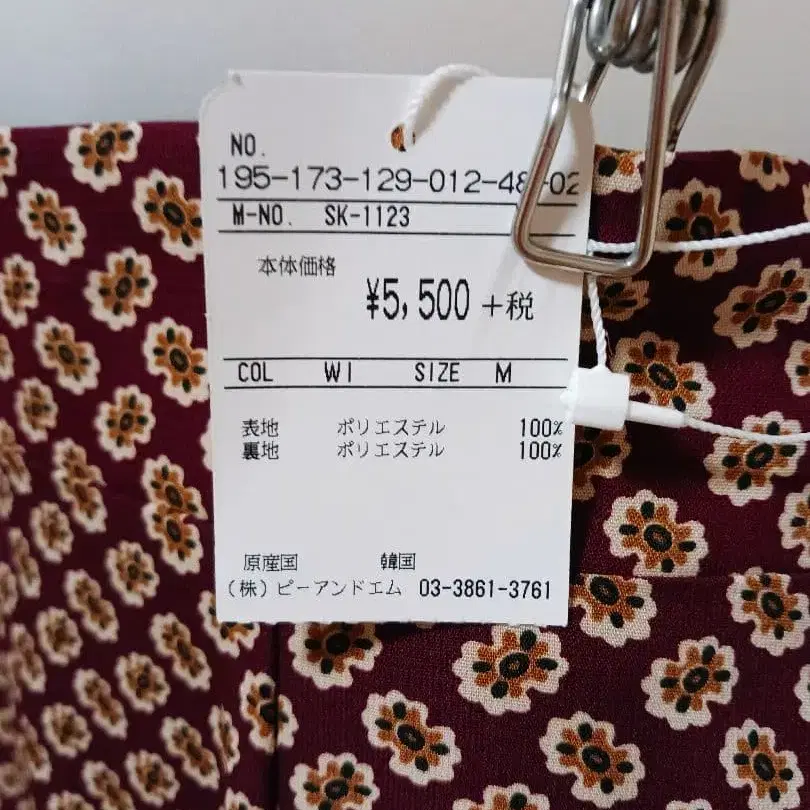 NO.
195-173-129-012-48-02
M-NO. SK-1123
本体価格
¥5,500+税
COL WI SIZE M
表地 ポリエステル 100%
裏地 ポリエステル 100%
原産国 韓国
(株)ピーアンドエム 03-3861-3761